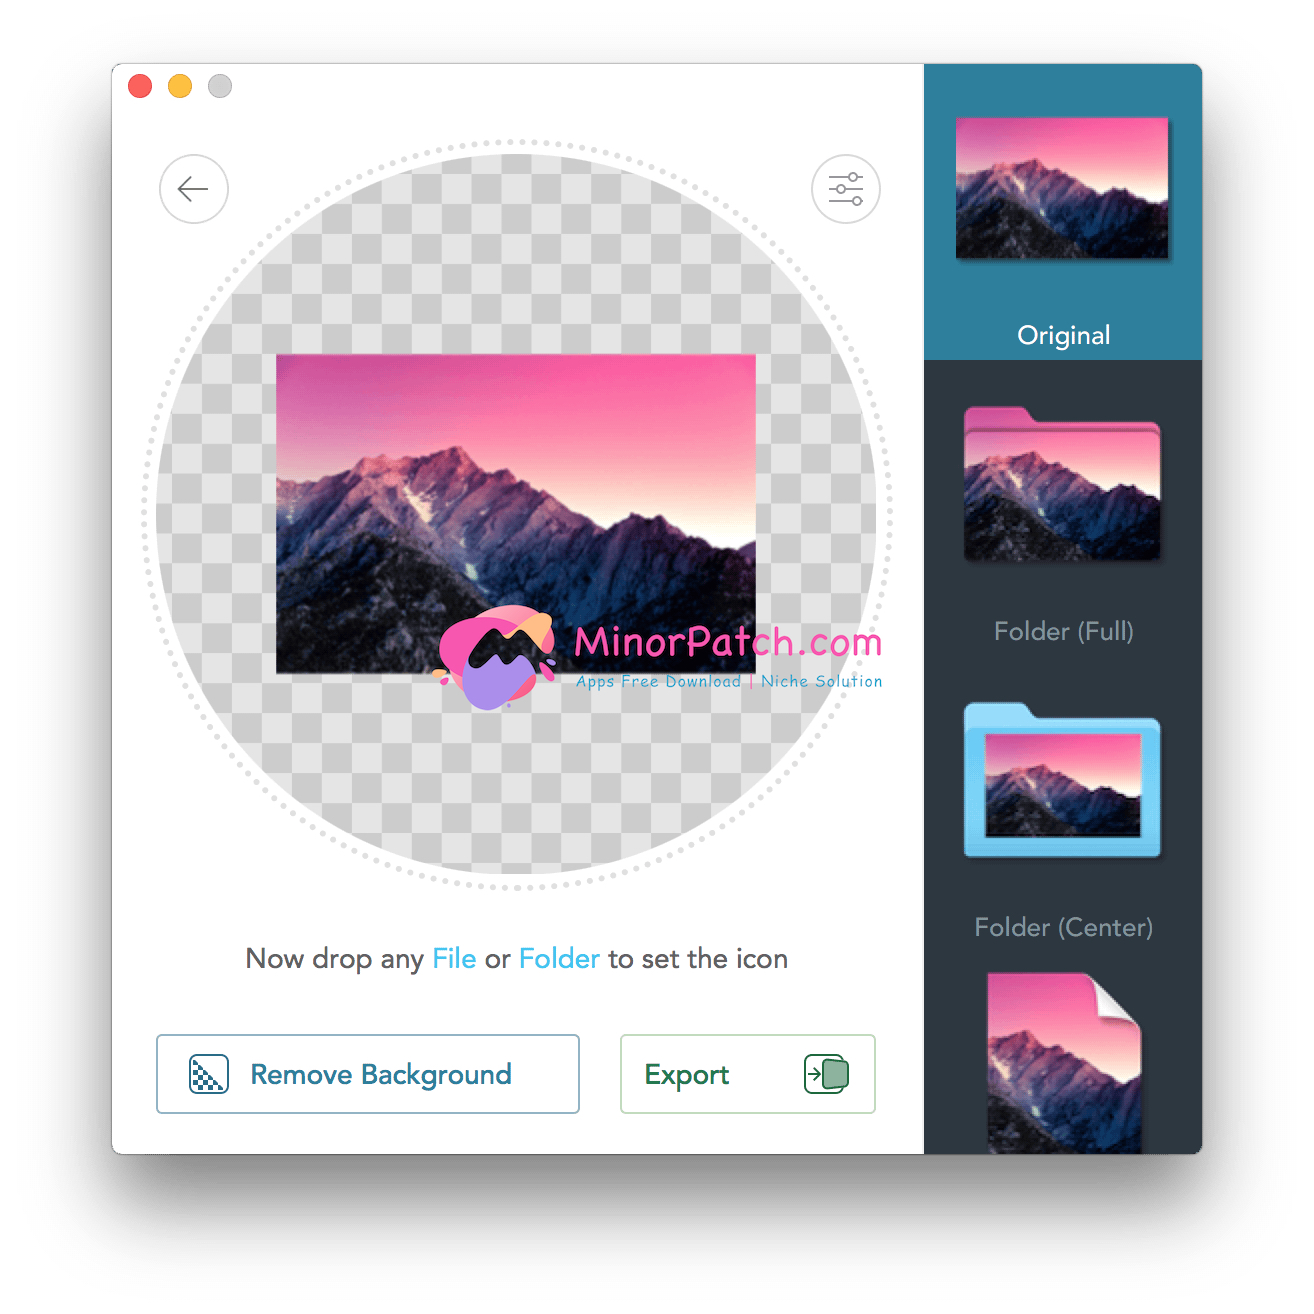 Original
Folder (Full)
MinorPatch.com
Apps Free Download | Niche Solution
Folder (Center)
Now drop any File or Folder to set the icon
Remove Background
Export